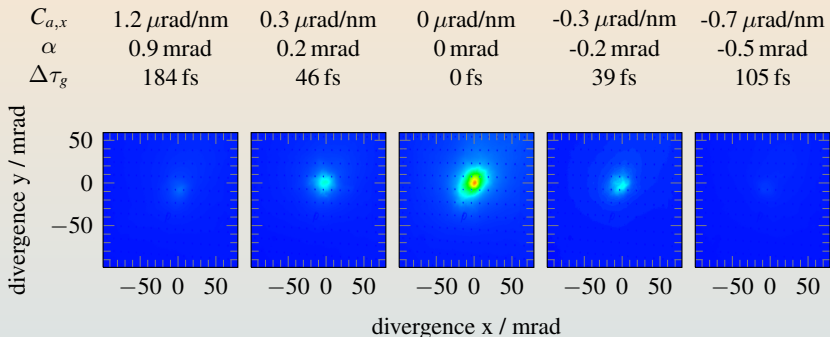 C_{a,x} 1.2 μrad/nm 0.3 μrad/nm 0 μrad/nm -0.3 μrad/nm -0.7 μrad/nm
α 0.9 mrad 0.2 mrad 0 mrad -0.2 mrad -0.5 mrad
Δτ_g 184 fs 46 fs 0 fs 39 fs 105 fs
divergence y / mrad
50
0
−50
−50 0 50 −50 0 50 −50 0 50 −50 0 50 −50 0 50
divergence x / mrad